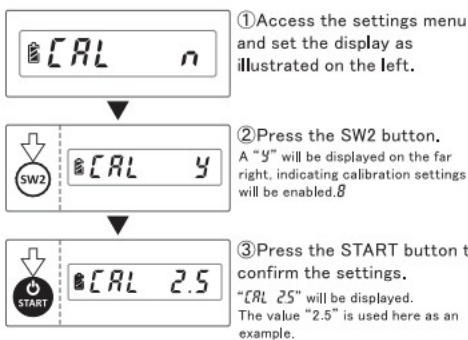 ①Access the settings menu
and set the display as
illustrated on the left.
CAL n
②Press the SW2 button.
A “y” will be displayed on the far
right, indicating calibration settings
will be enabled.8
SW2
CAL y
③Press the START button t
confirm the settings.
“CAL 25” will be displayed.
The value “2.5” is used here as an
example.
START
CAL 2.5